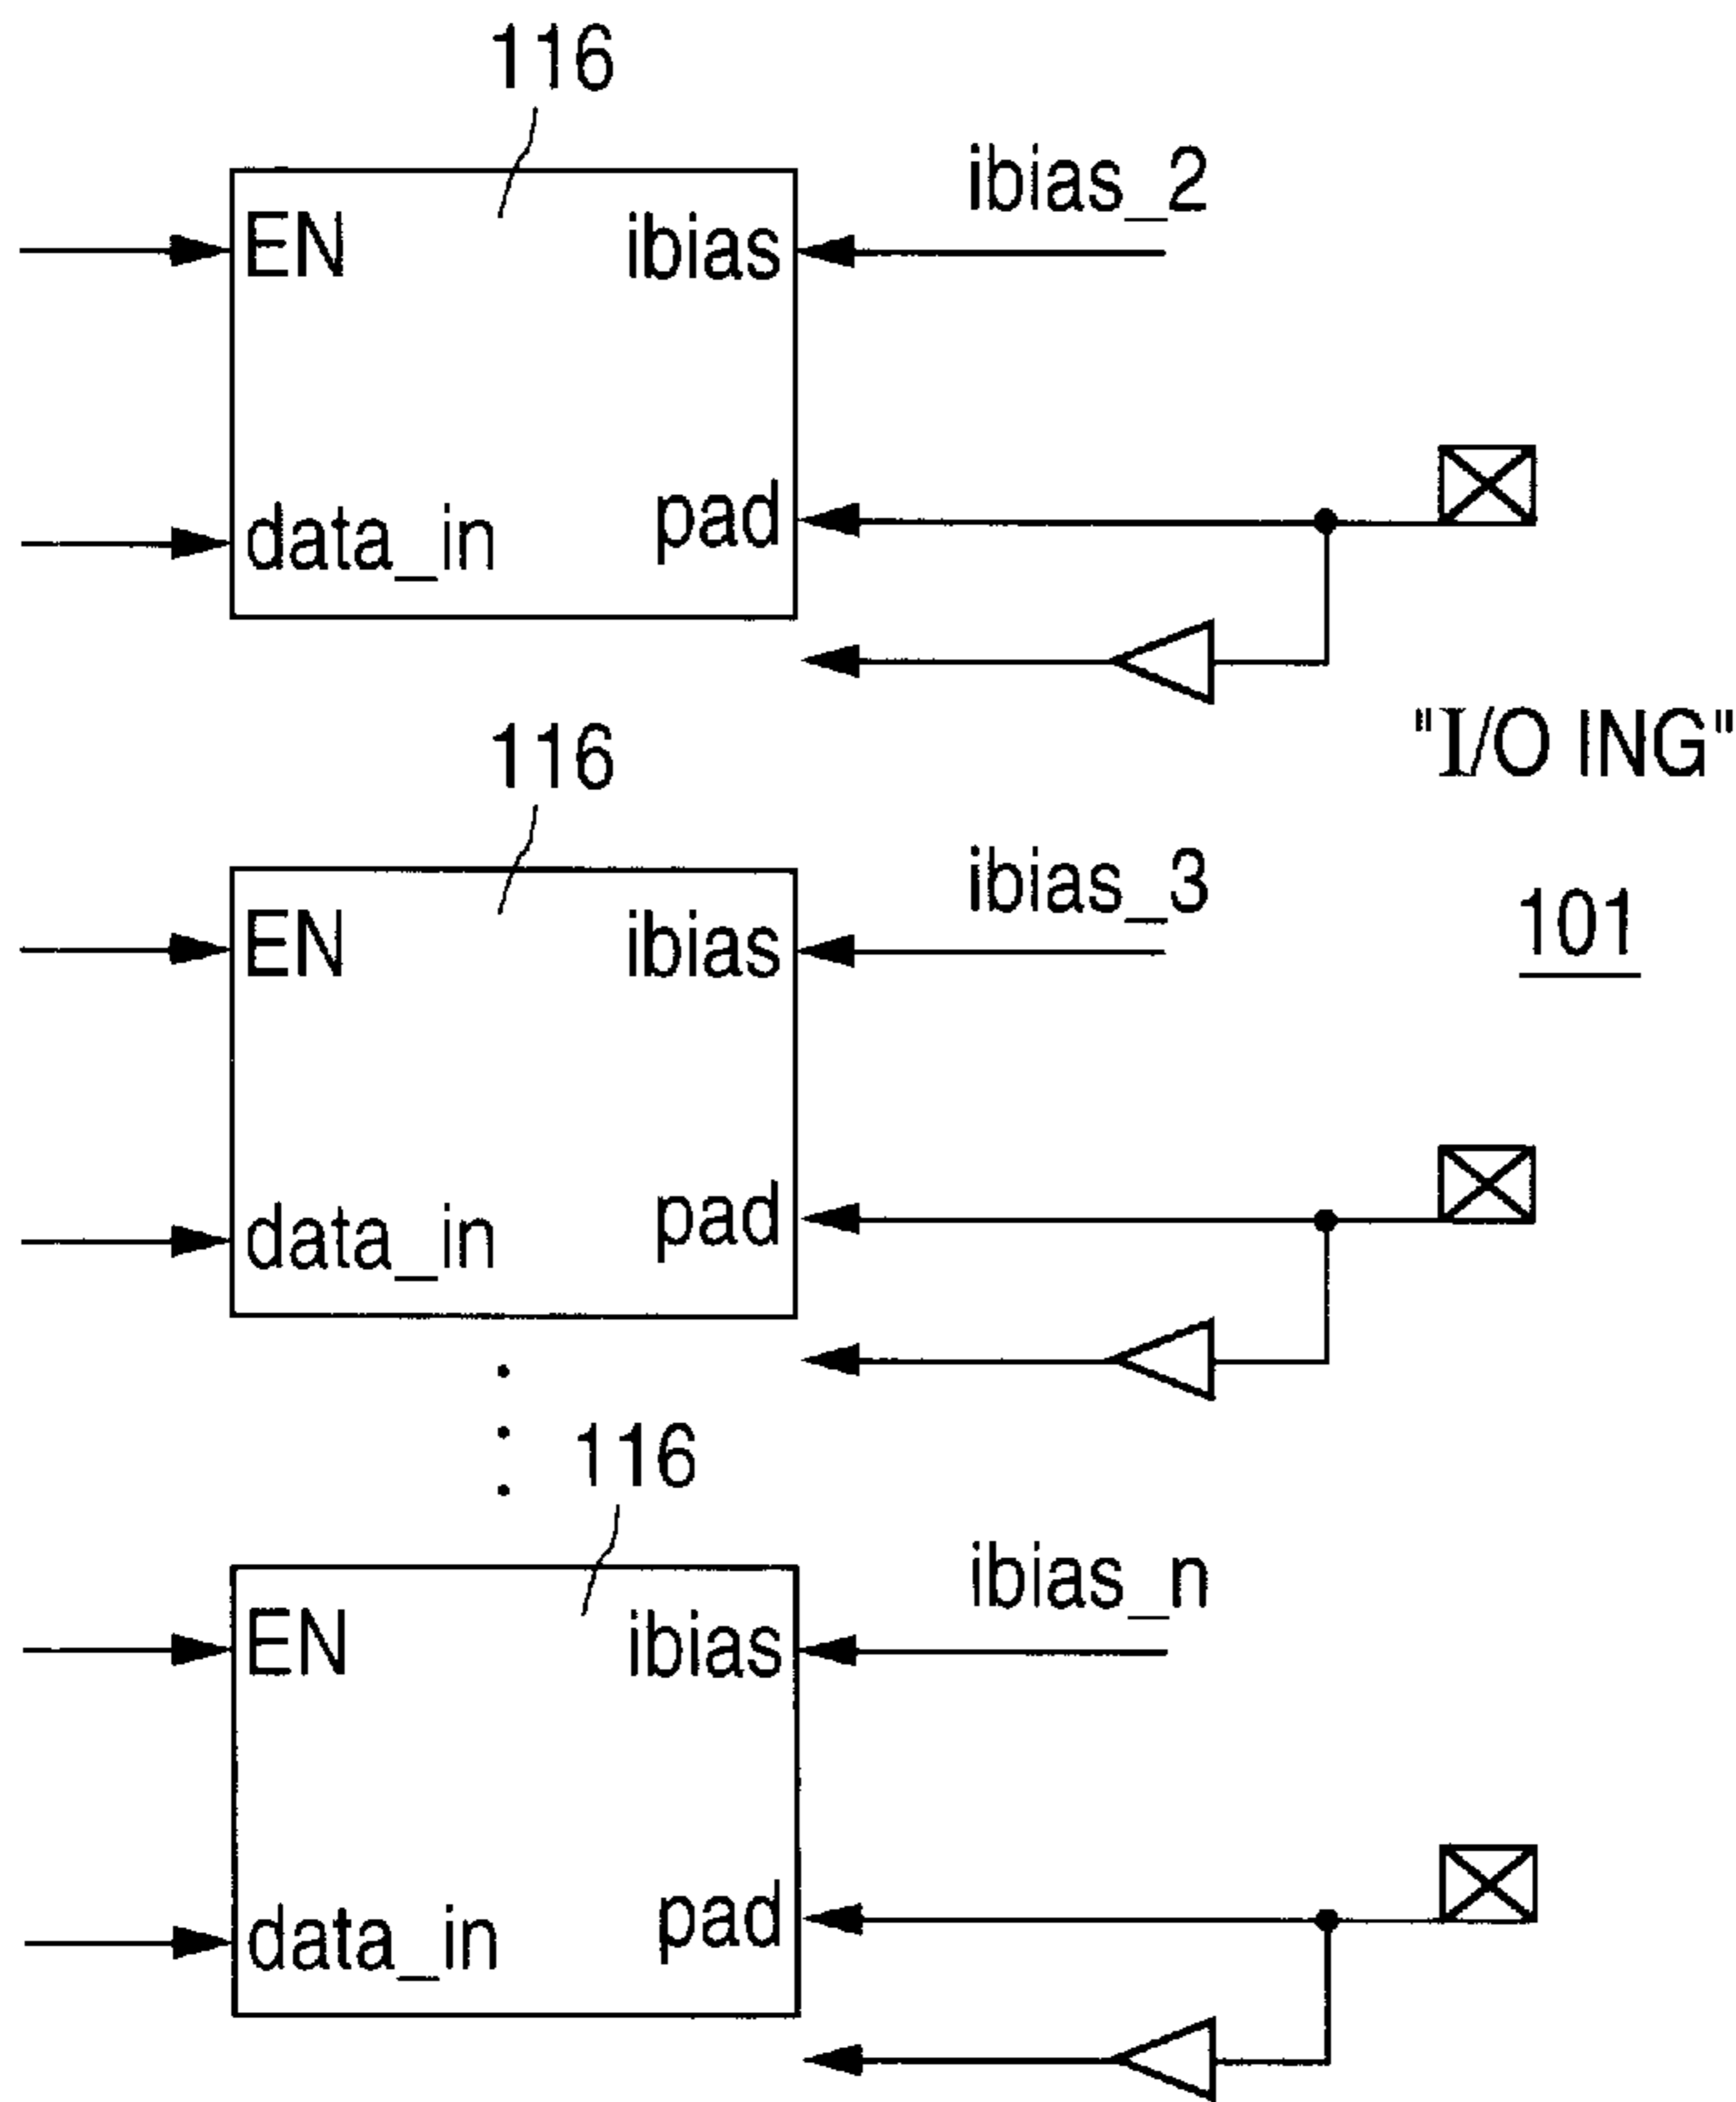 116
ibias_2
EN ibias
data_in pad
"I/O ING"
116
ibias_3
101
EN ibias
data_in pad
116
ibias_n
EN ibias
data_in pad